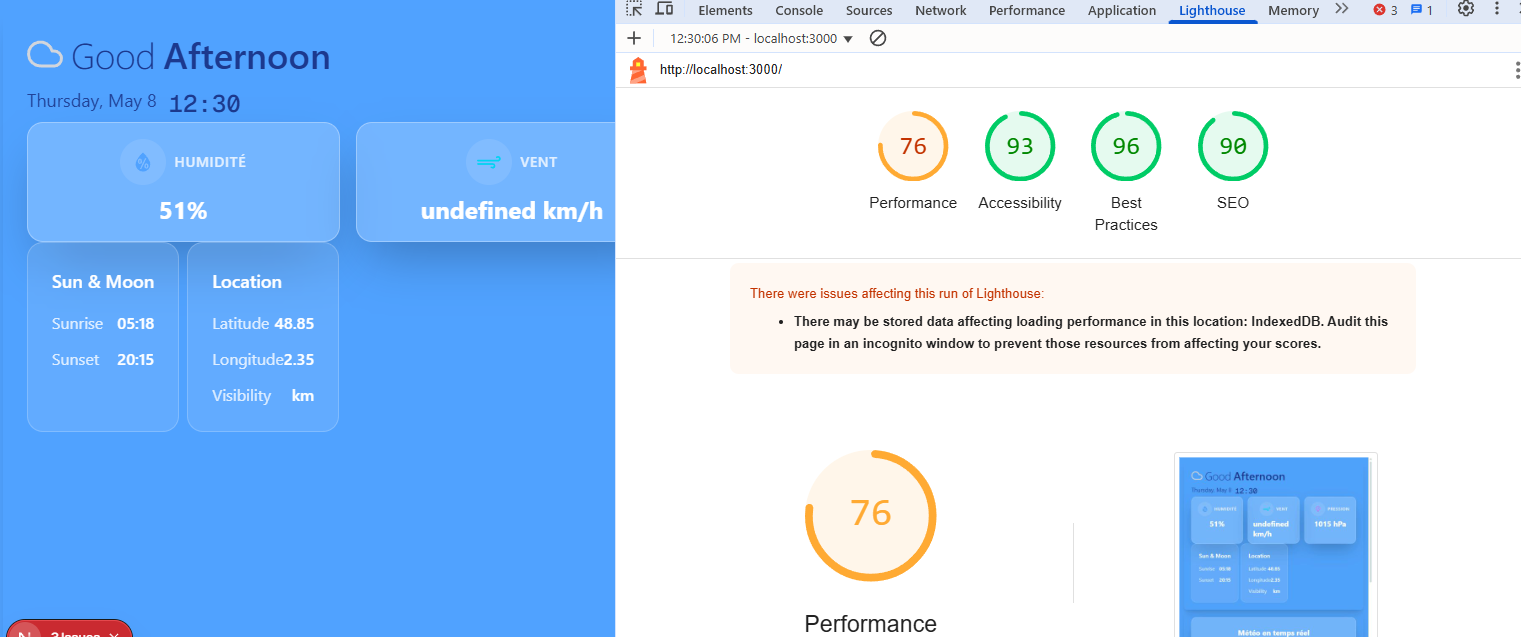 Good Afternoon
Thursday, May 8 12:30
HUMIDITÉ
51%
VENT
undefined km/h
Sun & Moon
Sunrise 05:18
Sunset 20:15
Location
Latitude 48.85
Longitude2.35
Visibility km
3 Issues
Elements Console Sources Network Performance Application Lighthouse Memory 3 1
12:30:06 PM - localhost:3000
http://localhost:3000/
76
Performance
93
Accessibility
96
Best
Practices
90
SEO
There were issues affecting this run of Lighthouse:
There may be stored data affecting loading performance in this location: IndexedDB. Audit this
page in an incognito window to prevent those resources from affecting your scores.
76
Performance
Good Afternoon
Thursday, May 8 12:30
HUMIDITÉ
51%
VENT
undefined
km/h
PRESSION
1015 hPa
Sun & Moon
Sunrise 05:18
Sunset 20:15
Location
Latitude 48.85
Longitude2.35
Visibility km
Météo en temps réel